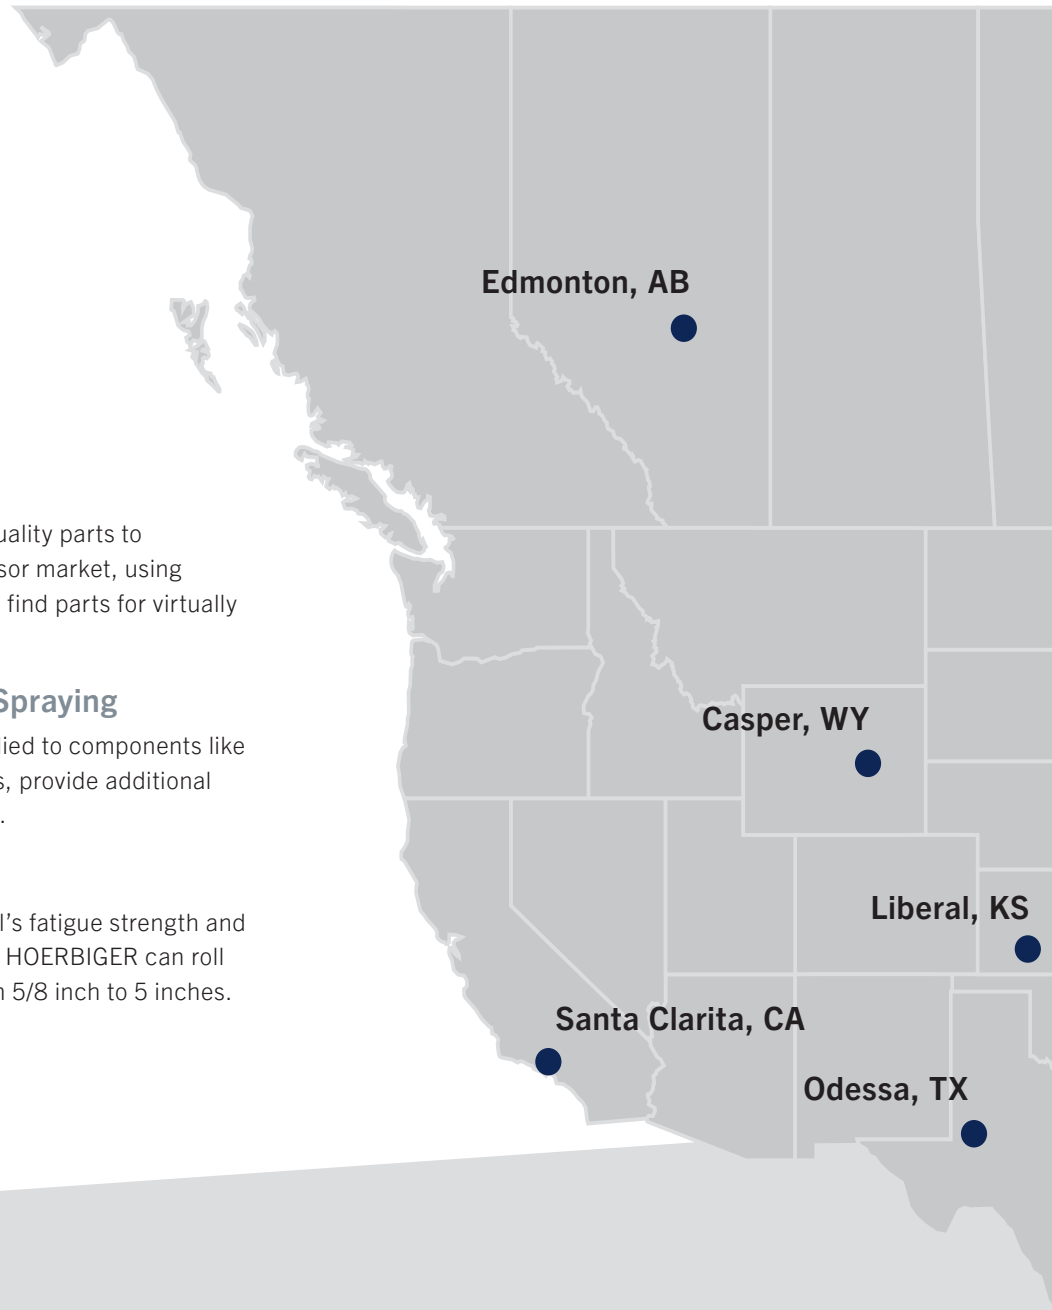 uality parts to
sor market, using
find parts for virtually
Spraying
lied to components like
s, provide additional
.
l’s fatigue strength and
HOERBIGER can roll
n 5/8 inch to 5 inches.
Edmonton, AB
Casper, WY
Liberal, KS
Santa Clarita, CA
Odessa, TX